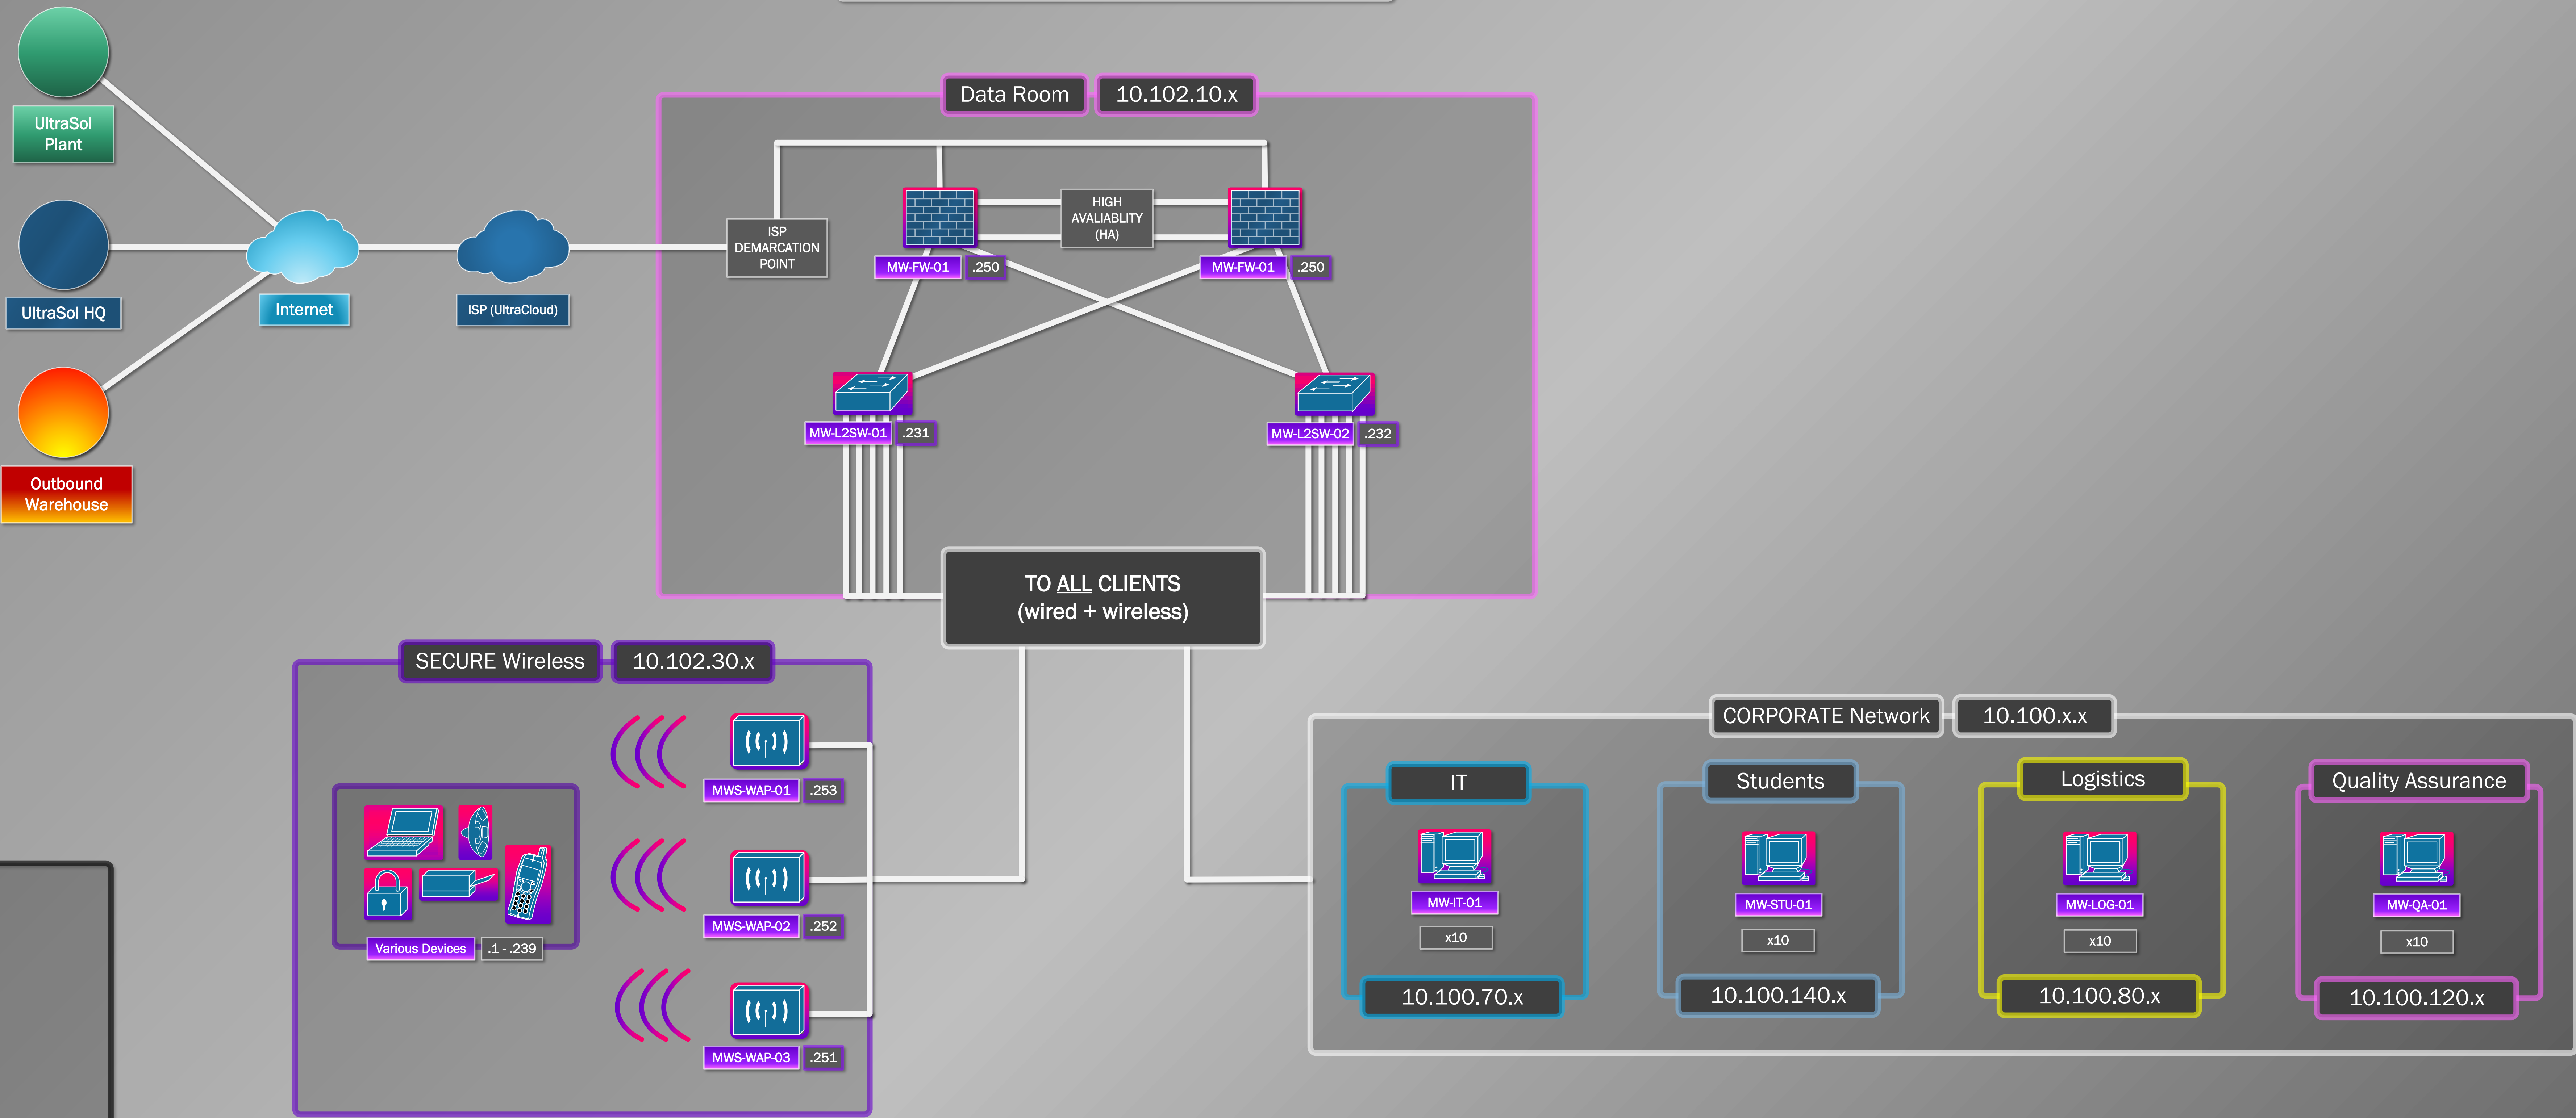 UltraSol
Plant
UltraSol HQ
Outbound
Warehouse
Internet
ISP (UltraCloud)
Data Room
10.102.10.x
ISP
DEMARCATION
POINT
HIGH
AVALIABLITY
(HA)
MW-FW-01
.250
MW-FW-01
.250
MW-L2SW-01
.231
MW-L2SW-02
.232
TO ALL CLIENTS
(wired + wireless)
SECURE Wireless
10.102.30.x
MWS-WAP-01
.253
MWS-WAP-02
.252
MWS-WAP-03
.251
Various Devices
.1 - .239
CORPORATE Network
10.100.x.x
IT
MW-IT-01
x10
10.100.70.x
Students
MW-STU-01
x10
10.100.140.x
Logistics
MW-LOG-01
x10
10.100.80.x
Quality Assurance
MW-QA-01
x10
10.100.120.x